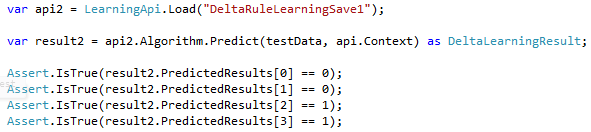 var api2 = LearningApi.Load("DeltaRuleLearningSave1");
var result2 = api2.Algorithm.Predict(testData, api.Context) as DeltaLearningResult;
Assert.IsTrue(result2.PredictedResults[0] == 0);
Assert.IsTrue(result2.PredictedResults[1] == 0);
Assert.IsTrue(result2.PredictedResults[2] == 1);
Assert.IsTrue(result2.PredictedResults[3] == 1);